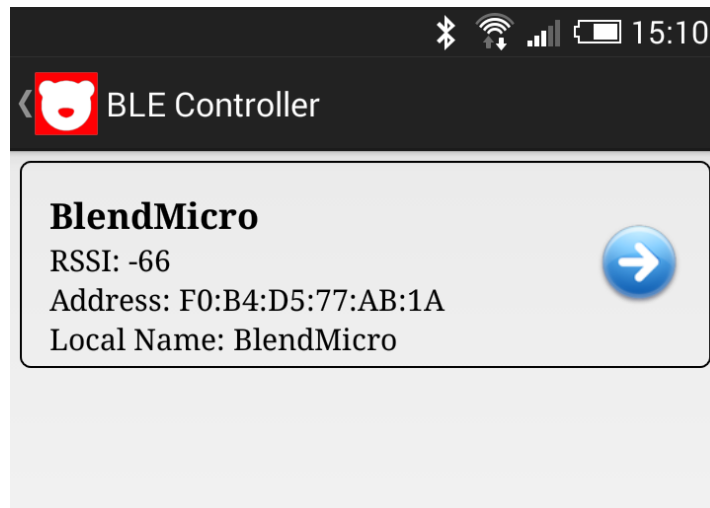 15:10
BLE Controller
BlendMicro
RSSI: -66
Address: F0:B4:D5:77:AB:1A
Local Name: BlendMicro